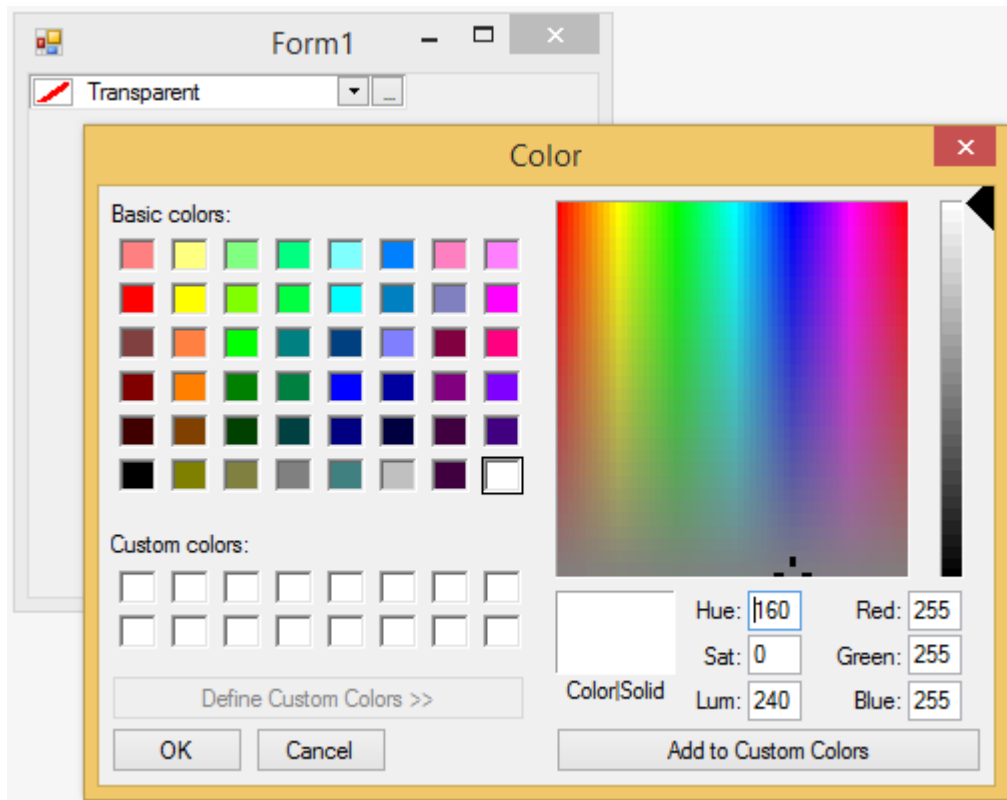 Form1
Transparent
...
Color
Basic colors:
Custom colors:
Define Custom Colors >>
OK
Cancel
Color|Solid
Hue: 160
Red: 255
Sat: 0
Green: 255
Lum: 240
Blue: 255
Add to Custom Colors